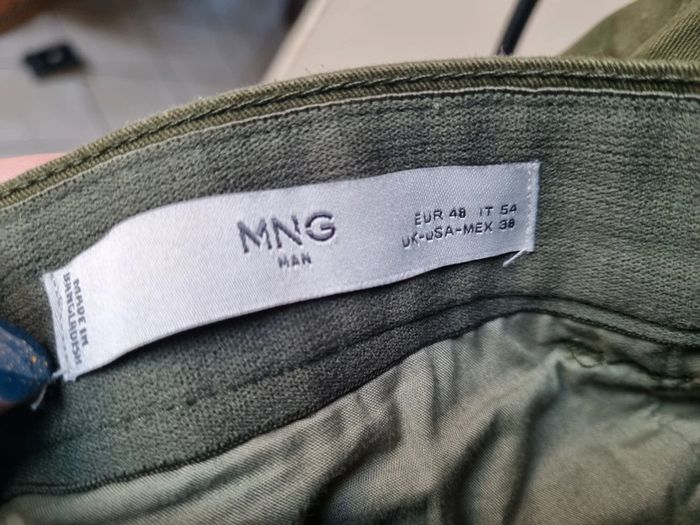 MNG
MAN
EUR 48 IT 54
UK-USA-MEX 38
MADE IN
BANGLADESH